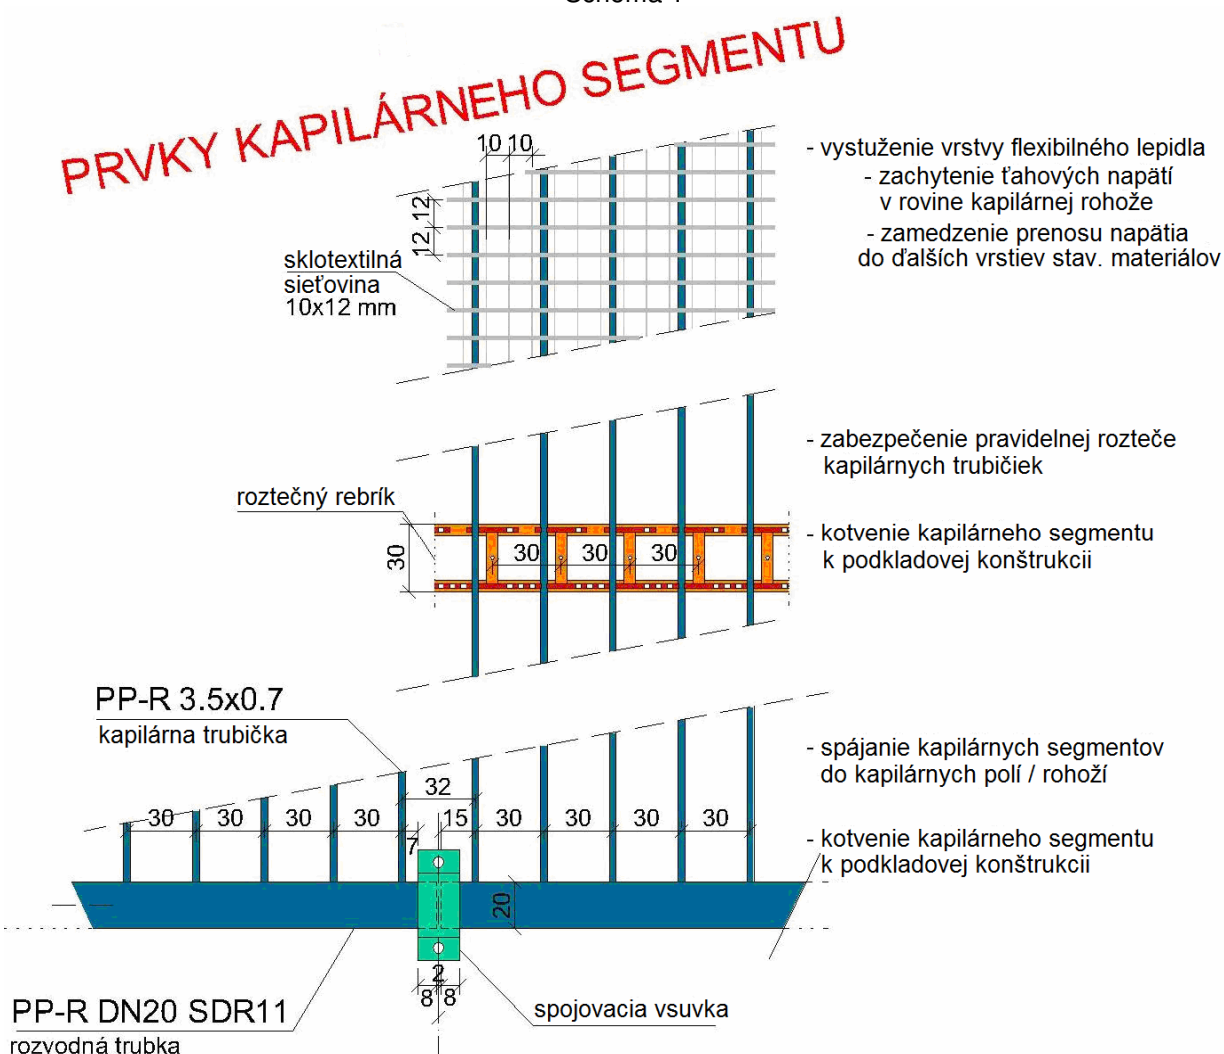 Schéma 4
PRVKY KAPILÁRNEHO SEGMENTU
10 10
12
12
sklotextilná
sieťovina
10x12 mm
- vystuženie vrstvy flexibilného lepidla
- zachytenie ťahových napätí
v rovine kapilárnej rohože
- zamedzenie prenosu napätia
do ďalších vrstiev stav. materiálov
- zabezpečenie pravidelnej rozteče
kapilárnych trubičiek
roztečný rebrík
30
30 30 30
- kotvenie kapilárneho segmentu
k podkladovej konštrukcii
PP-R 3.5x0.7
kapilárna trubička
- spájanie kapilárnych segmentov
do kapilárnych polí / rohoží
32
30 30 30 30 15 30 30 30 30
7
- kotvenie kapilárneho segmentu
k podkladovej konštrukcii
20
2
8 8
spojovacia vsuvka
PP-R DN20 SDR11
rozvodná trubka